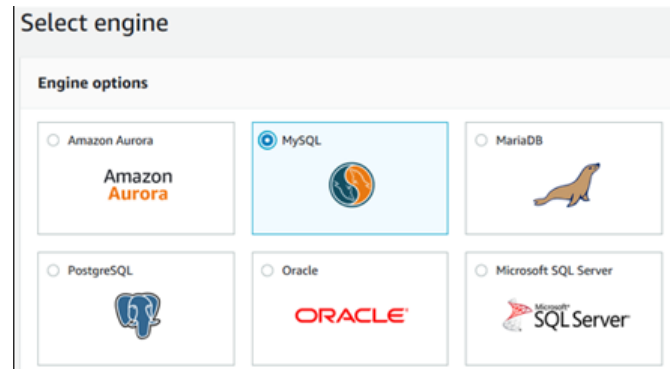 Select engine
Engine options
Amazon Aurora
MySQL
MariaDB
Amazon
Aurora
PostgreSQL
Oracle
Microsoft SQL Server
ORACLE
Microsoft
SQL Server